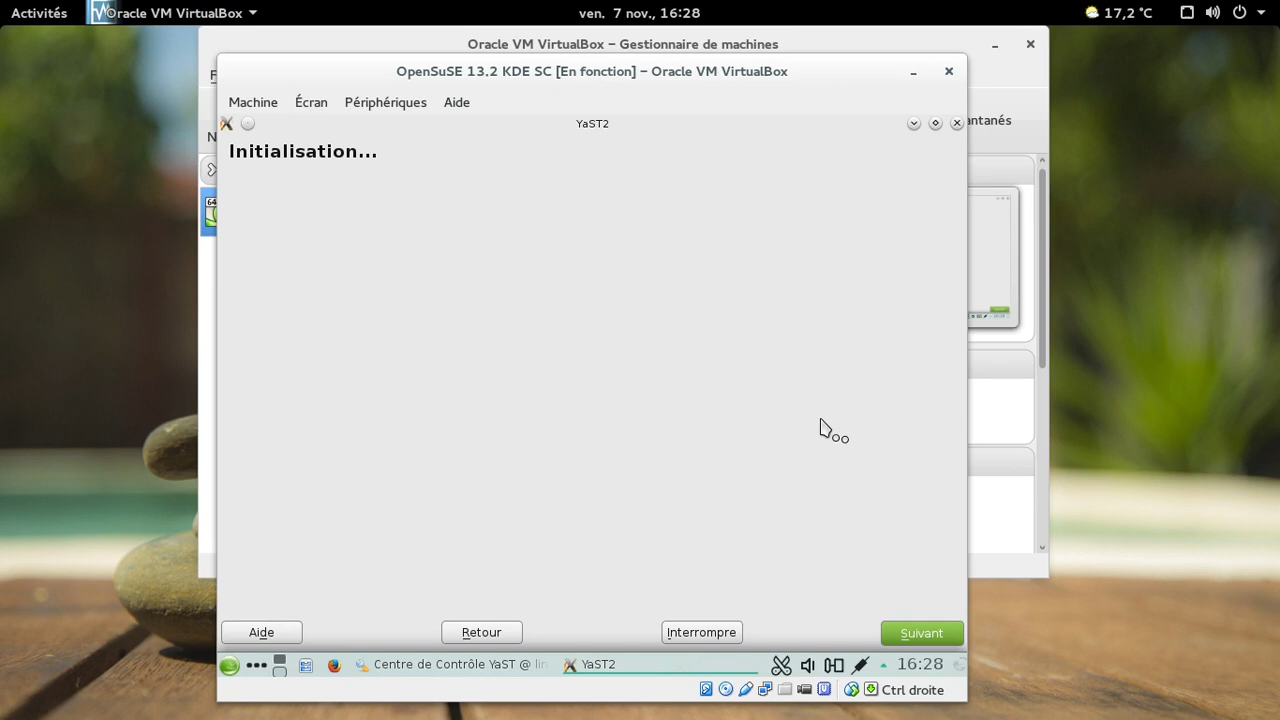 Activités
Oracle VM VirtualBox
ven. 7 nov., 16:28
17,2 °C
Oracle VM VirtualBox – Gestionnaire de machines
F
OpenSuSE 13.2 KDE SC [En fonction] – Oracle VM VirtualBox
Machine Écran Périphériques Aide
antanés
N
YaST2
Initialisation...
64
Aide
Retour
Interrompre
Suivant
Centre de Contrôle YaST @ lin
YaST2
16:28
Ctrl droite